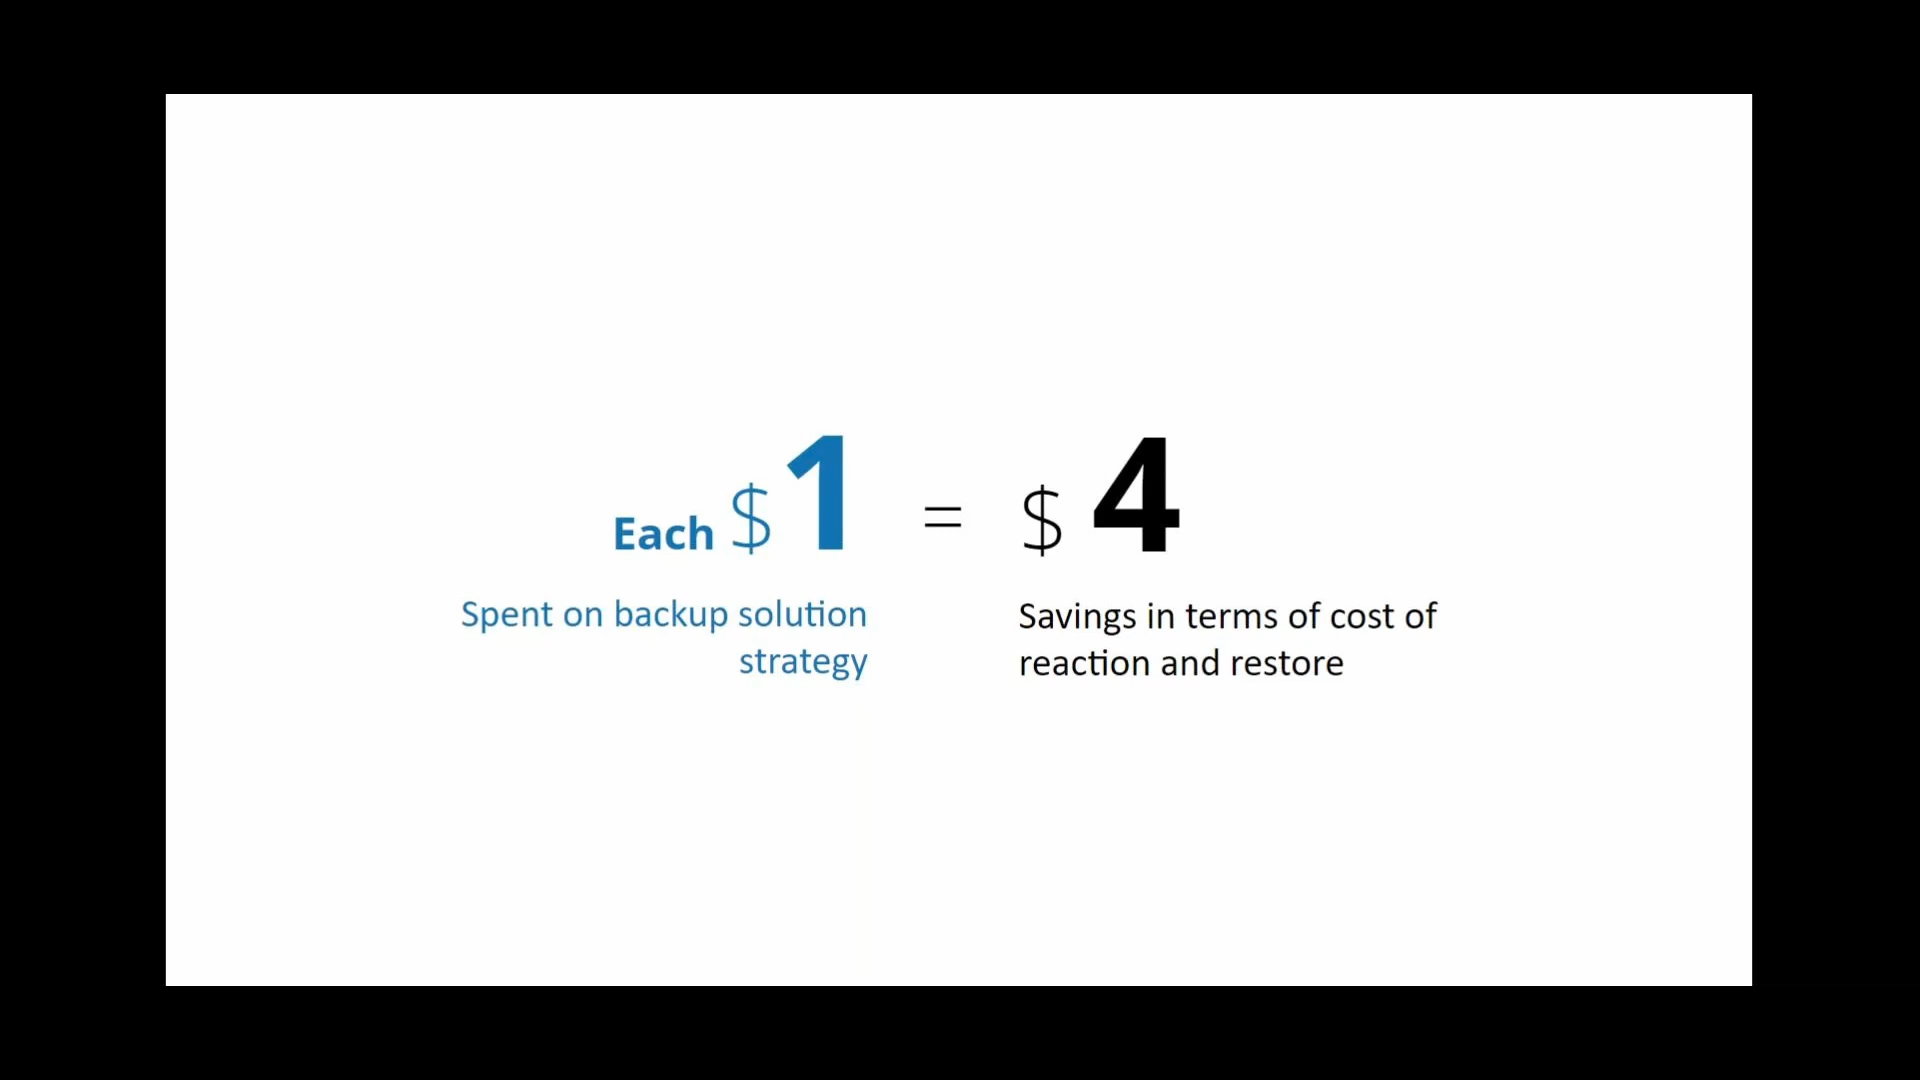 Each $1 = $ 4
Spent on backup solution
strategy
Savings in terms of cost of
reaction and restore